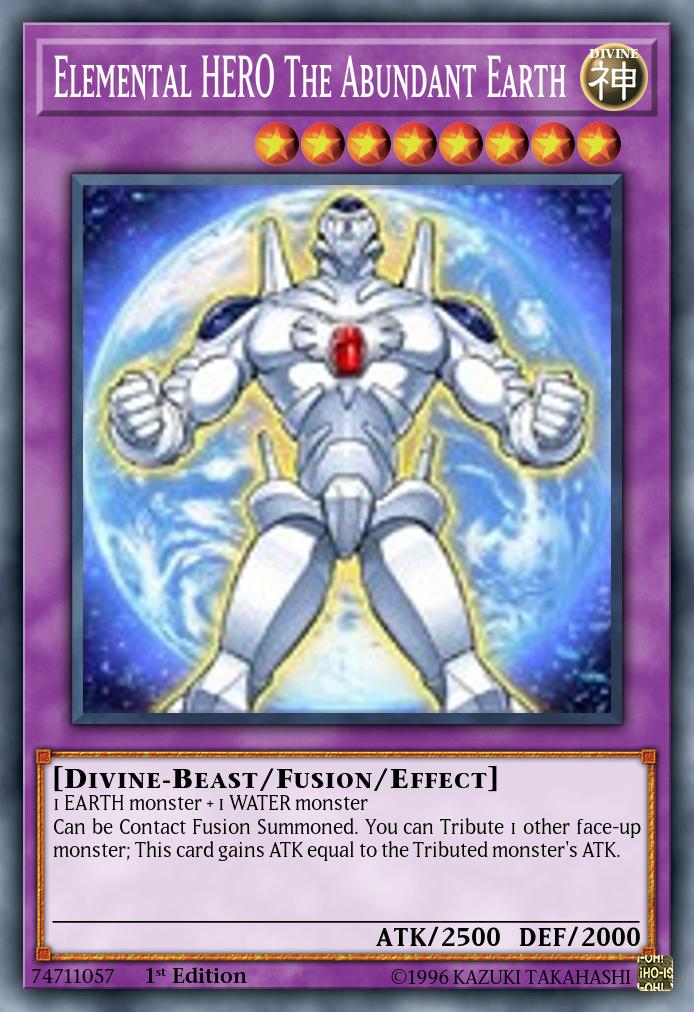 Elemental HERO The Abundant Earth
DIVINE
神
[Divine-Beast/Fusion/Effect]
1 EARTH monster + 1 WATER monster
Can be Contact Fusion Summoned. You can Tribute 1 other face-up
monster; This card gains ATK equal to the Tributed monster's ATK.
ATK/2500 DEF/2000
74711057 1st Edition ©1996 KAZUKI TAKAHASHI